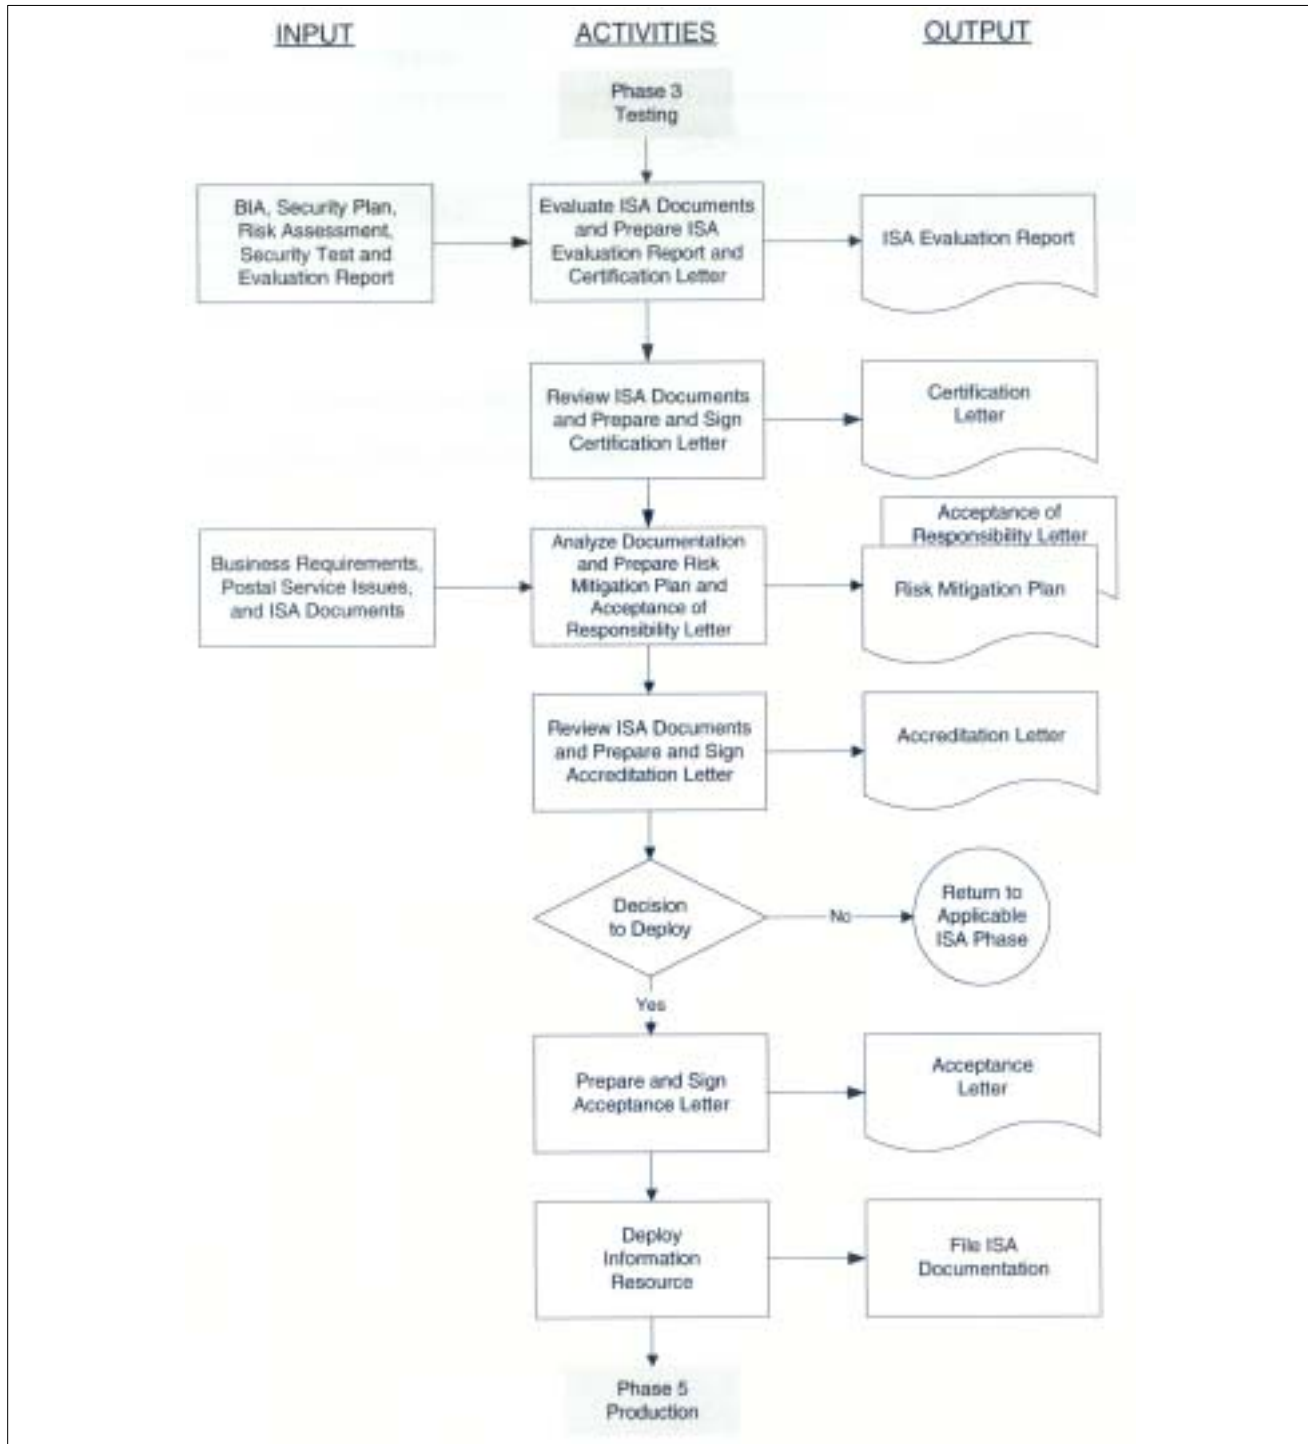 INPUT
ACTIVITIES
OUTPUT
Phase 3
Testing
BIA, Security Plan,
Risk Assessment,
Security Test and
Evaluation Report
Evaluate ISA Documents
and Prepare ISA
Evaluation Report and
Certification Letter
ISA Evaluation Report
Review ISA Documents
and Prepare and Sign
Certification Letter
Certification
Letter
Business Requirements,
Postal Service Issues,
and ISA Documents
Analyze Documentation
and Prepare Risk
Mitigation Plan and
Acceptance of
Responsibility Letter
Acceptance of
Responsibility Letter
Risk Mitigation Plan
Review ISA Documents
and Prepare and Sign
Accreditation Letter
Accreditation Letter
Decision
to Deploy
No
Return to
Applicable
ISA Phase
Yes
Prepare and Sign
Acceptance Letter
Acceptance
Letter
Deploy
Information
Resource
File ISA
Documentation
Phase 5
Production